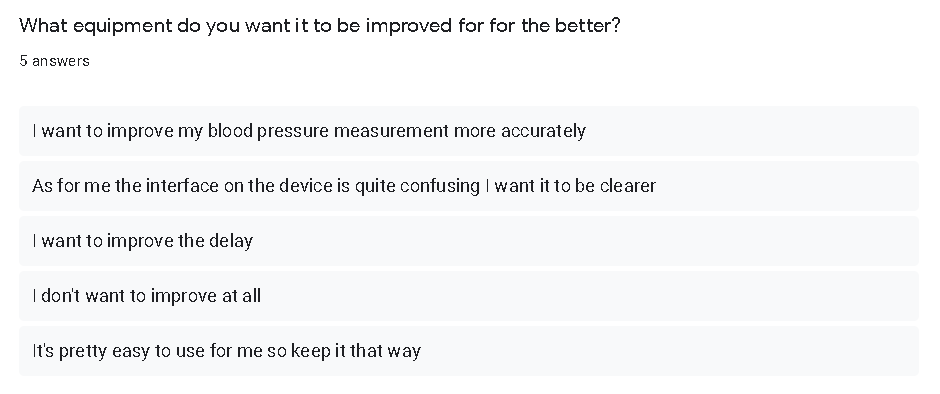 What equipment do you want it to be improved for for the better?
5 answers
I want to improve my blood pressure measurement more accurately
As for me the interface on the device is quite confusing I want it to be clearer
I want to improve the delay
I don't want to improve at all
It's pretty easy to use for me so keep it that way